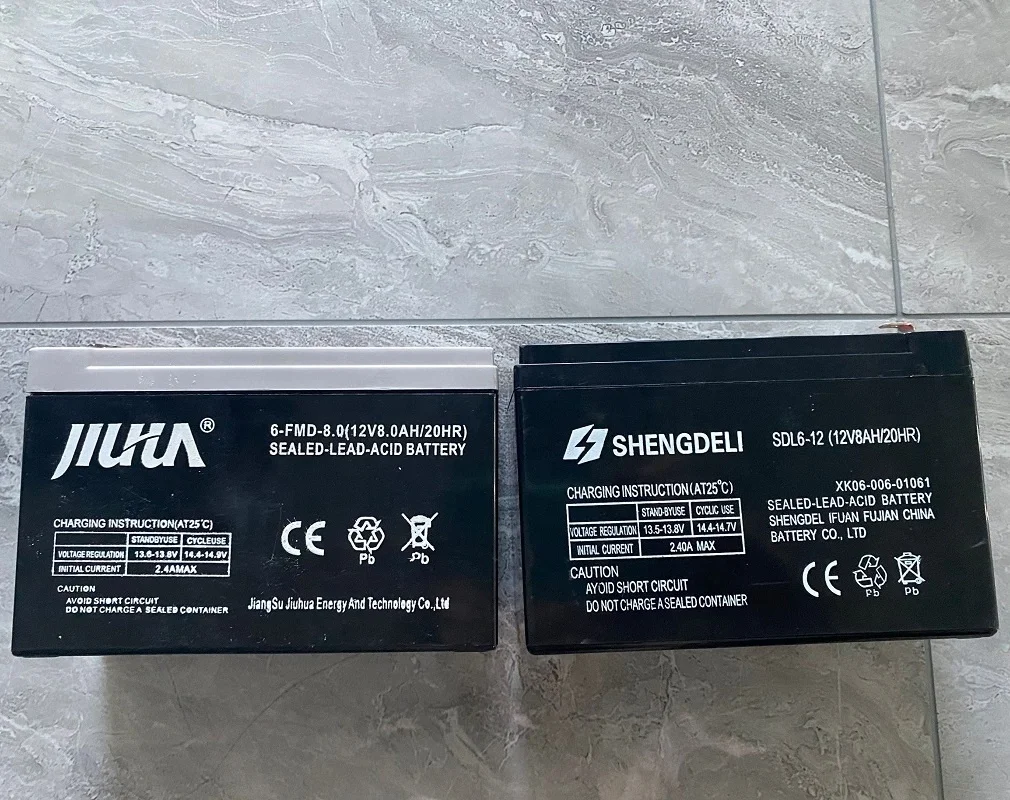 JIUHUA®
6-FMD-8.0(12V8.0AH/20HR)
SEALED-LEAD-ACID BATTERY
CHARGING INSTRUCTION(AT25℃)
STANDBYUSE CYCLEUSE
VOLTAGE REGULATION 13.6-13.8V 14.4-14.9V
INITIAL CURRENT 2.4AMAX
CAUTION
AVOID SHORT CIRCUIT
DO NOT CHARGE A SEALED CONTAINER
CE
Pb
Pb
JiangSu Jiuhua Energy And Technology Co.,Ltd
SHENGDELI
SDL6-12 (12V8AH/20HR)
CHARGING INSTRUCTION(AT25℃)
STAND-BYUSE CYCLIC USE
VOLTAGE REGULATION 13.5-13.8V 14.4-14.7V
INITIAL CURRENT 2.40A MAX
CAUTION
AYOID SHORT CIRCUIT
DO NOT CHARGE A SEALED CONTAINER
XK06-006-01061
SEALED-LEAD-ACID BATTERY
SHENGDEL IFUAN FUJIAN CHINA
BATTERY CO., LTD
CE
Pb
Pb